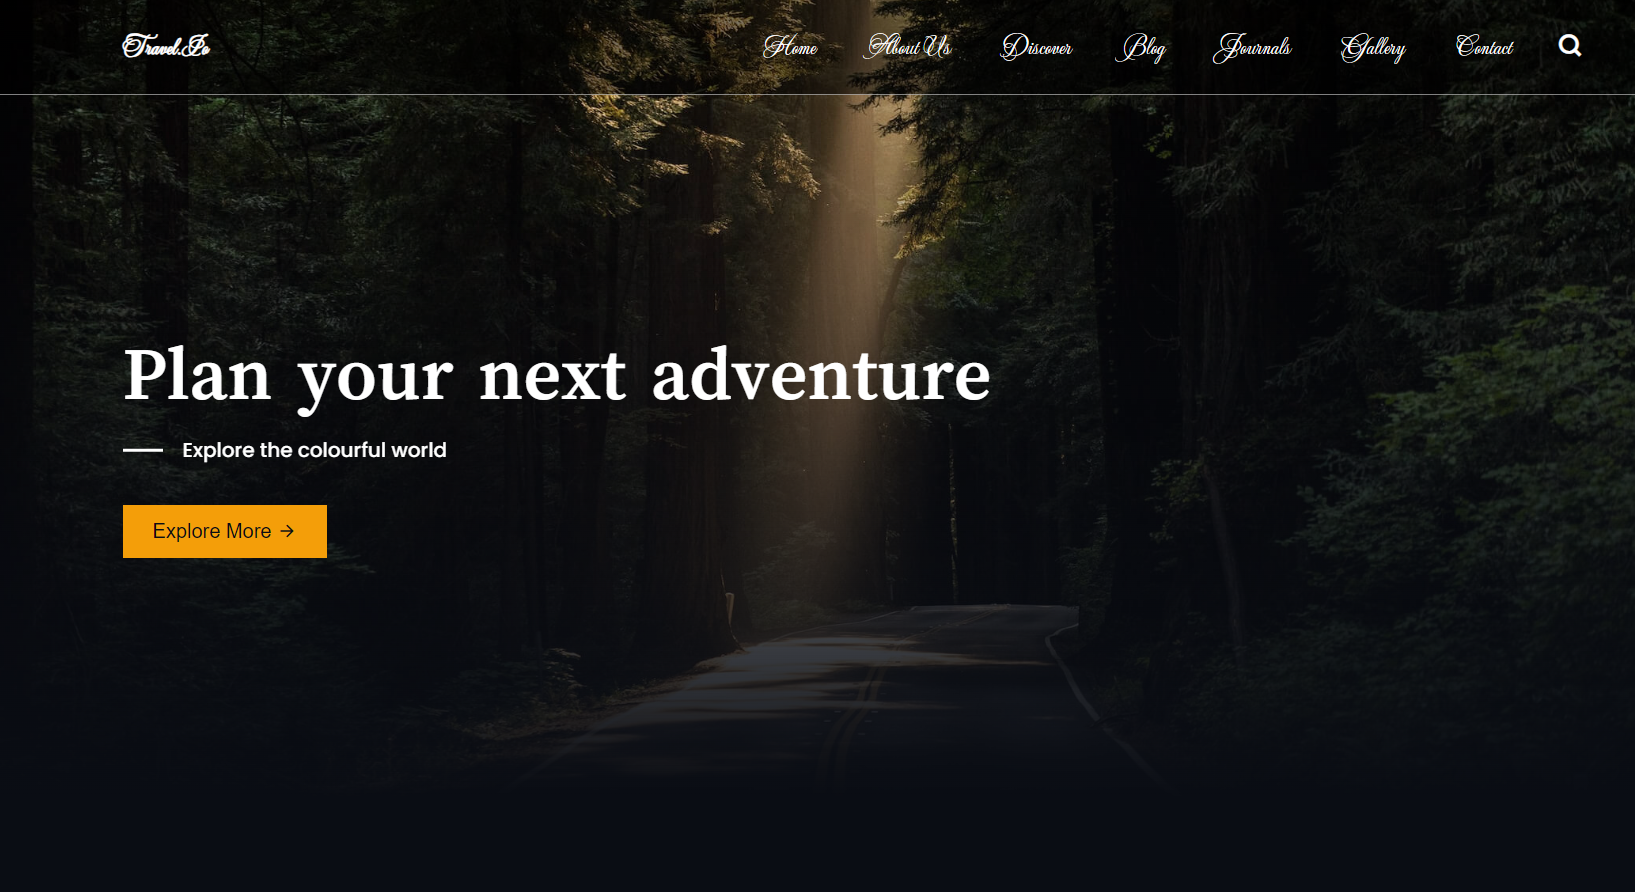 Travel.Io
Home About Us Discover Blog Journals Gallery Contact
Plan your next adventure
Explore the colourful world
Explore More →